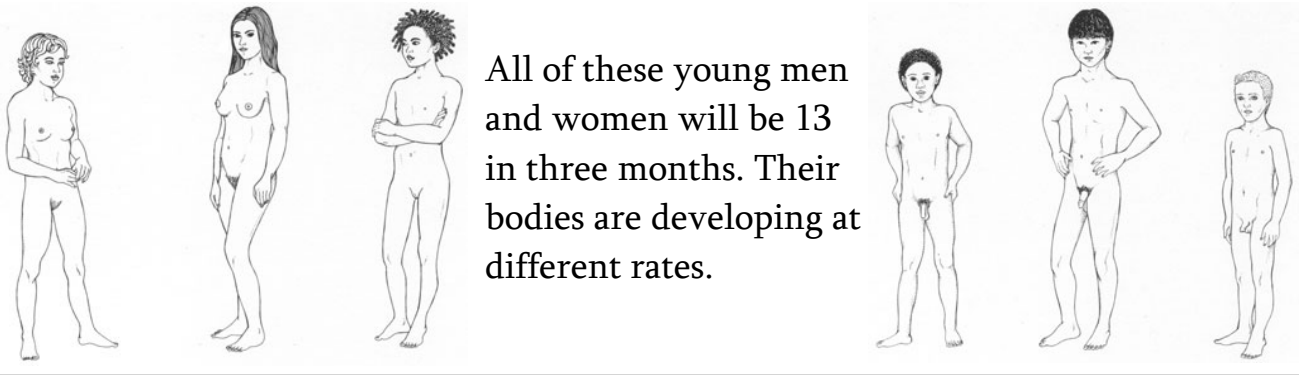 All of these young men
and women will be 13
in three months. Their
bodies are developing at
different rates.